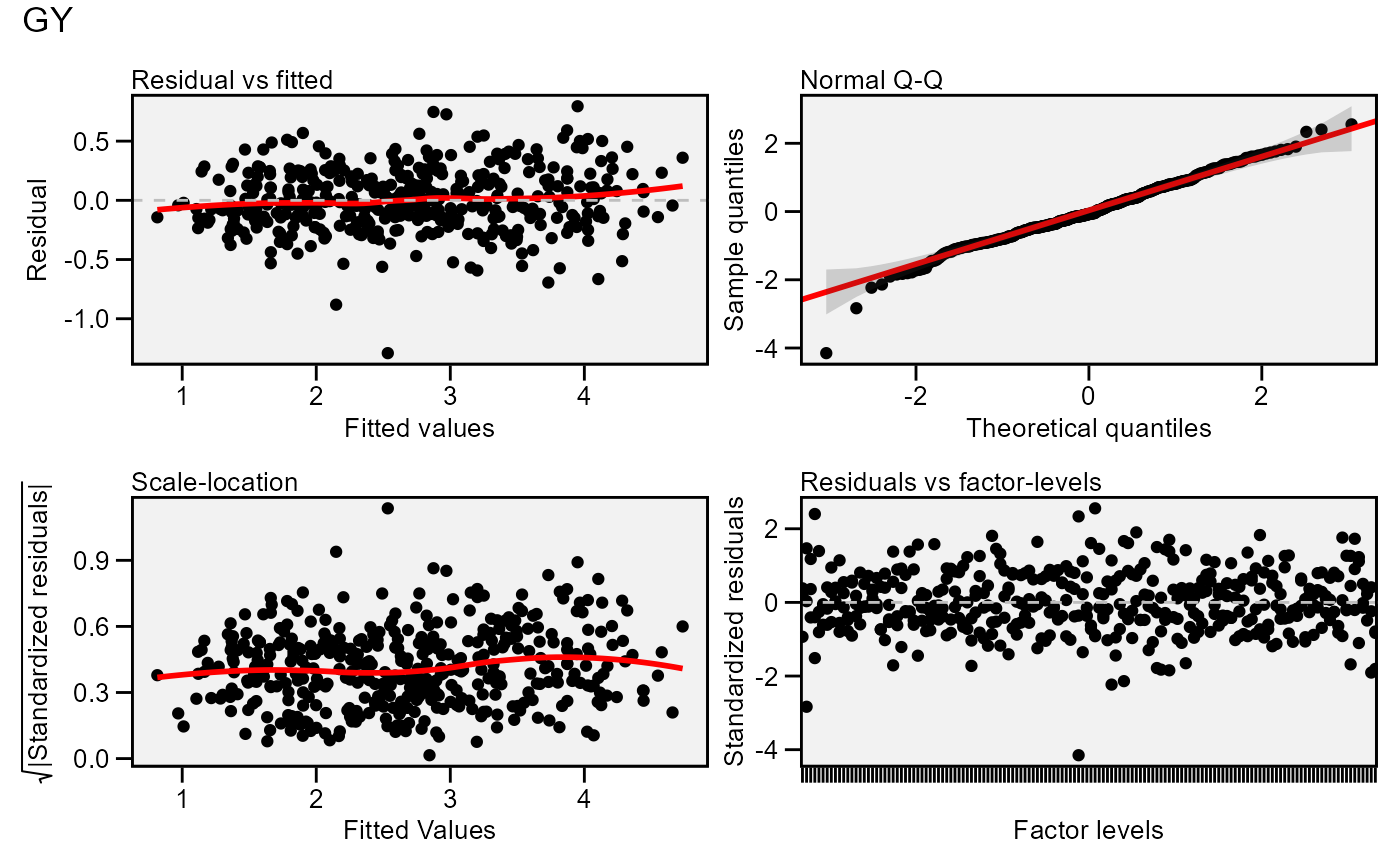 GY
Residual vs fitted
Residual
0.5
0.0
-0.5
-1.0
1 2 3 4
Fitted values
Normal Q-Q
Sample quantiles
2
0
-2
-4
-2 0 2
Theoretical quantiles
Scale-location
√|Standardized residuals|
0.9
0.6
0.3
0.0
1 2 3 4
Fitted Values
Residuals vs factor-levels
Standardized residuals
2
0
-2
-4
Factor levels